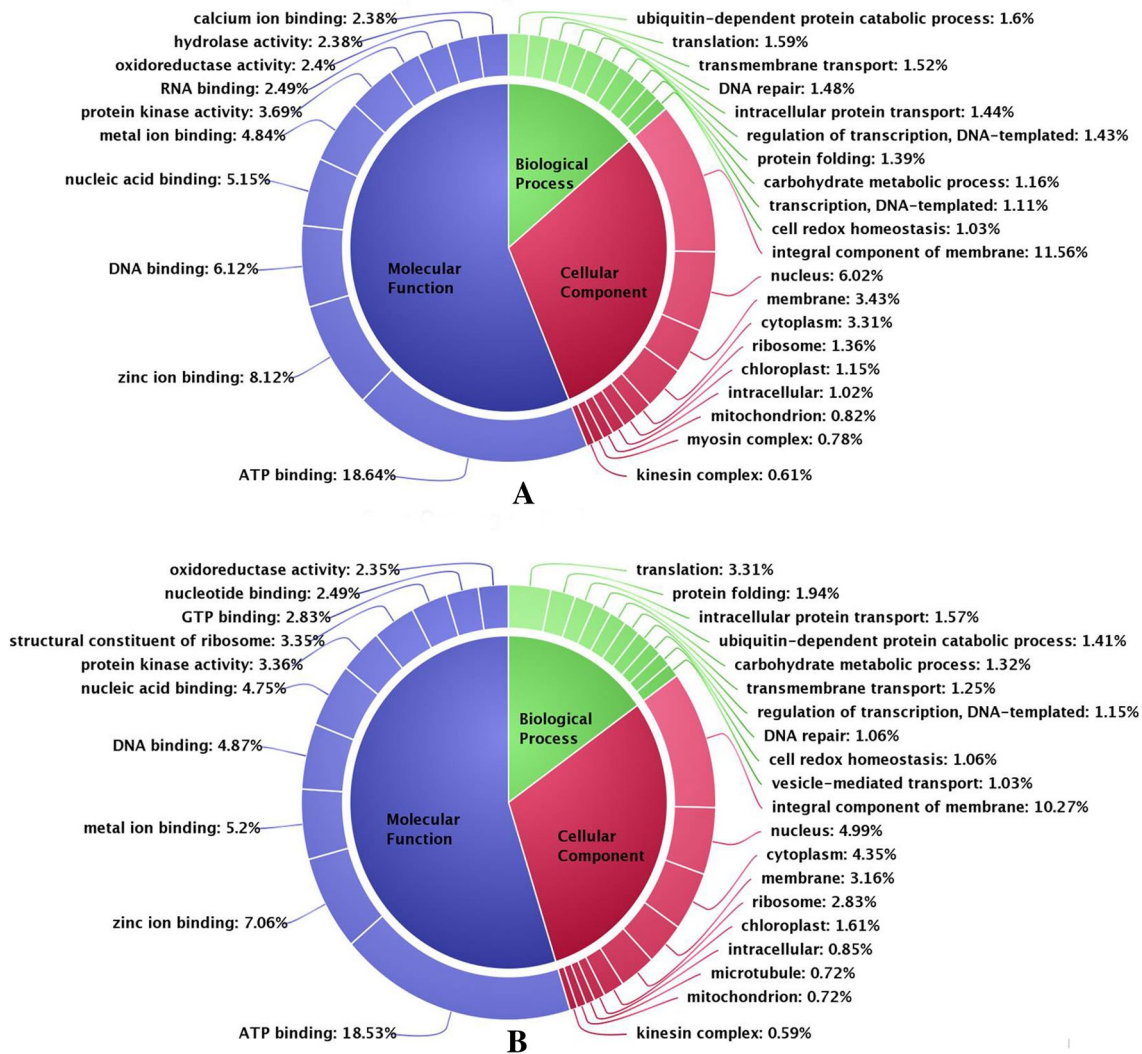 calcium ion binding: 2.38%
hydrolase activity: 2.38%
oxidoreductase activity: 2.4%
RNA binding: 2.49%
protein kinase activity: 3.69%
metal ion binding: 4.84%
nucleic acid binding: 5.15%
DNA binding: 6.12%
zinc ion binding: 8.12%
ATP binding: 18.64%
ubiquitin-dependent protein catabolic process: 1.6%
translation: 1.59%
transmembrane transport: 1.52%
DNA repair: 1.48%
intracellular protein transport: 1.44%
regulation of transcription, DNA-templated: 1.43%
protein folding: 1.39%
carbohydrate metabolic process: 1.16%
transcription, DNA-templated: 1.11%
cell redox homeostasis: 1.03%
integral component of membrane: 11.56%
nucleus: 6.02%
membrane: 3.43%
cytoplasm: 3.31%
ribosome: 1.36%
chloroplast: 1.15%
intracellular: 1.02%
mitochondrion: 0.82%
myosin complex: 0.78%
kinesin complex: 0.61%
Biological
Process
Molecular
Function
Cellular
Component
A
oxidoreductase activity: 2.35%
nucleotide binding: 2.49%
GTP binding: 2.83%
structural constituent of ribosome: 3.35%
protein kinase activity: 3.36%
nucleic acid binding: 4.75%
DNA binding: 4.87%
metal ion binding: 5.2%
zinc ion binding: 7.06%
ATP binding: 18.53%
translation: 3.31%
protein folding: 1.94%
intracellular protein transport: 1.57%
ubiquitin-dependent protein catabolic process: 1.41%
carbohydrate metabolic process: 1.32%
transmembrane transport: 1.25%
regulation of transcription, DNA-templated: 1.15%
DNA repair: 1.06%
cell redox homeostasis: 1.06%
vesicle-mediated transport: 1.03%
integral component of membrane: 10.27%
nucleus: 4.99%
cytoplasm: 4.35%
membrane: 3.16%
ribosome: 2.83%
chloroplast: 1.61%
intracellular: 0.85%
microtubule: 0.72%
mitochondrion: 0.72%
kinesin complex: 0.59%
Biological
Process
Molecular
Function
Cellular
Component
B